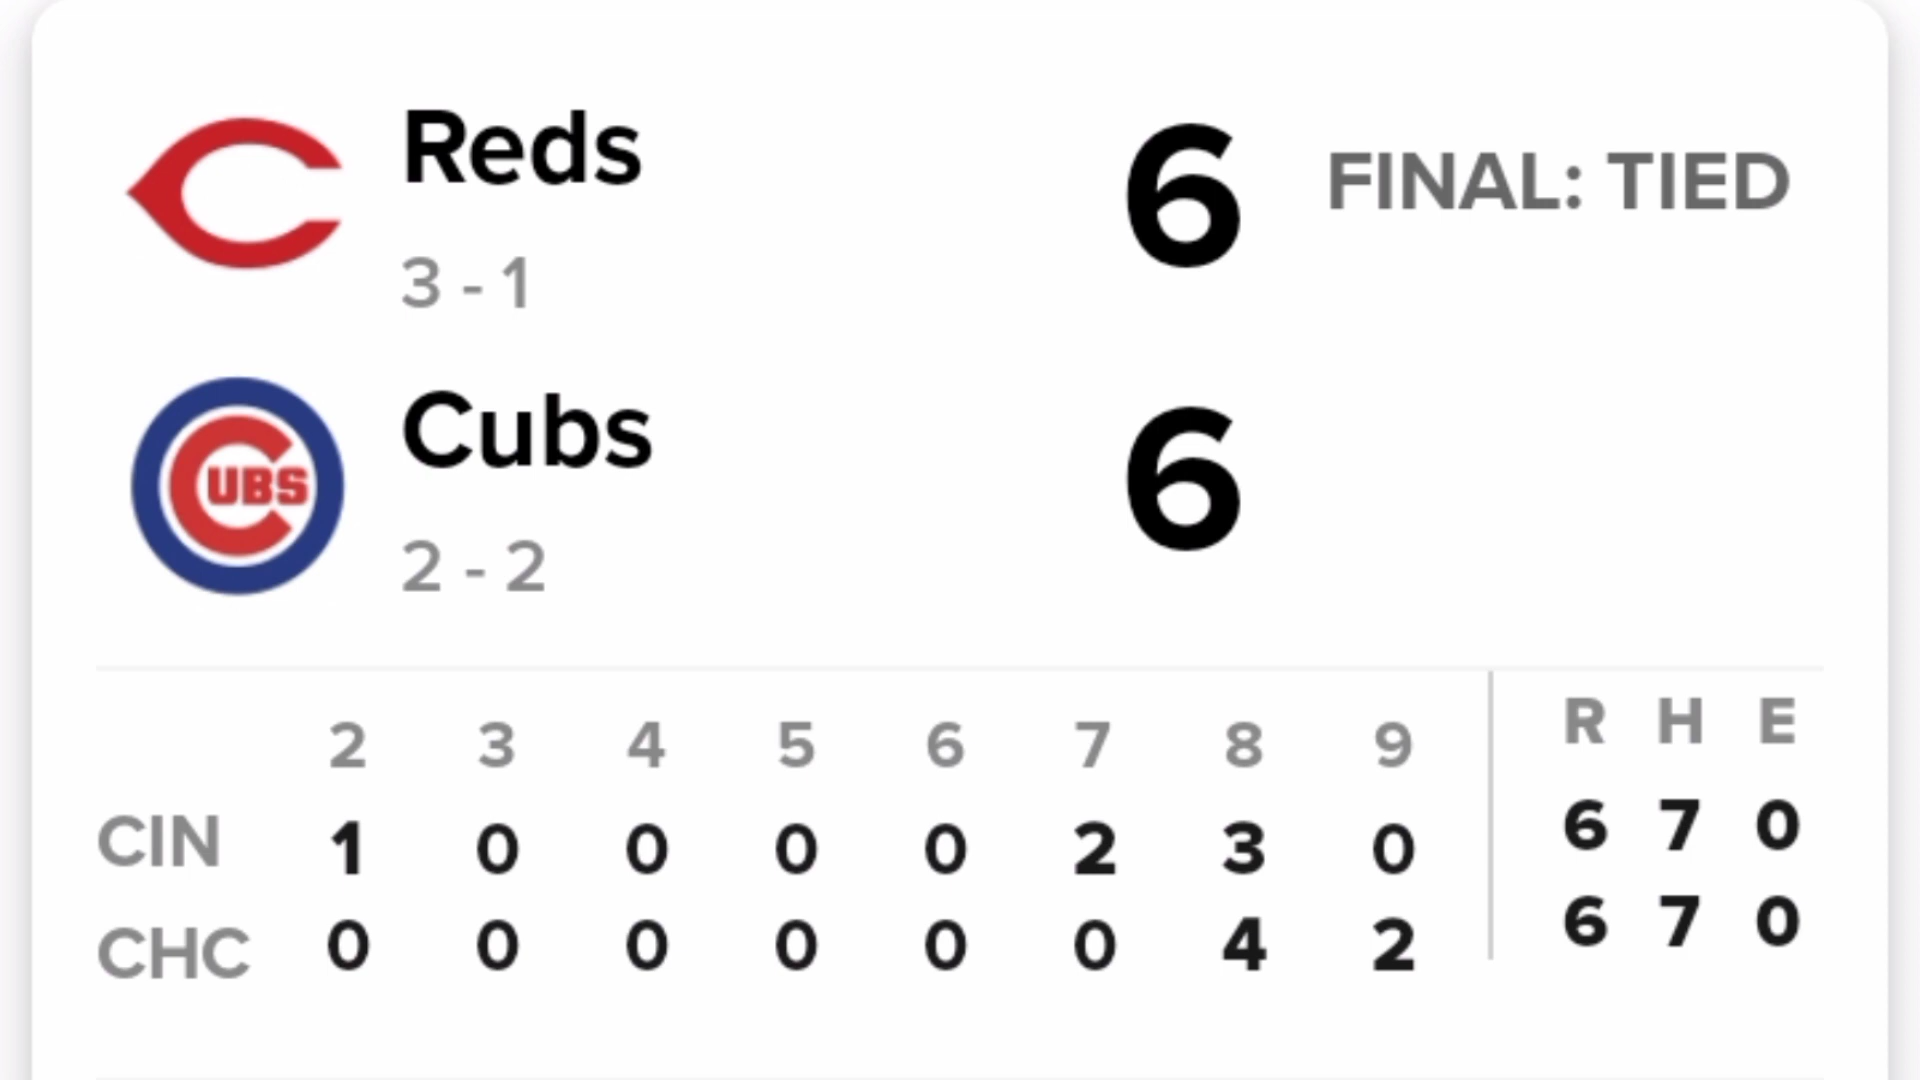 Reds
3 - 1
6
FINAL: TIED
UBS
Cubs
2 - 2
6
2 3 4 5 6 7 8 9 R H E
CIN 1 0 0 0 0 2 3 0 6 7 0
CHC 0 0 0 0 0 0 4 2 6 7 0